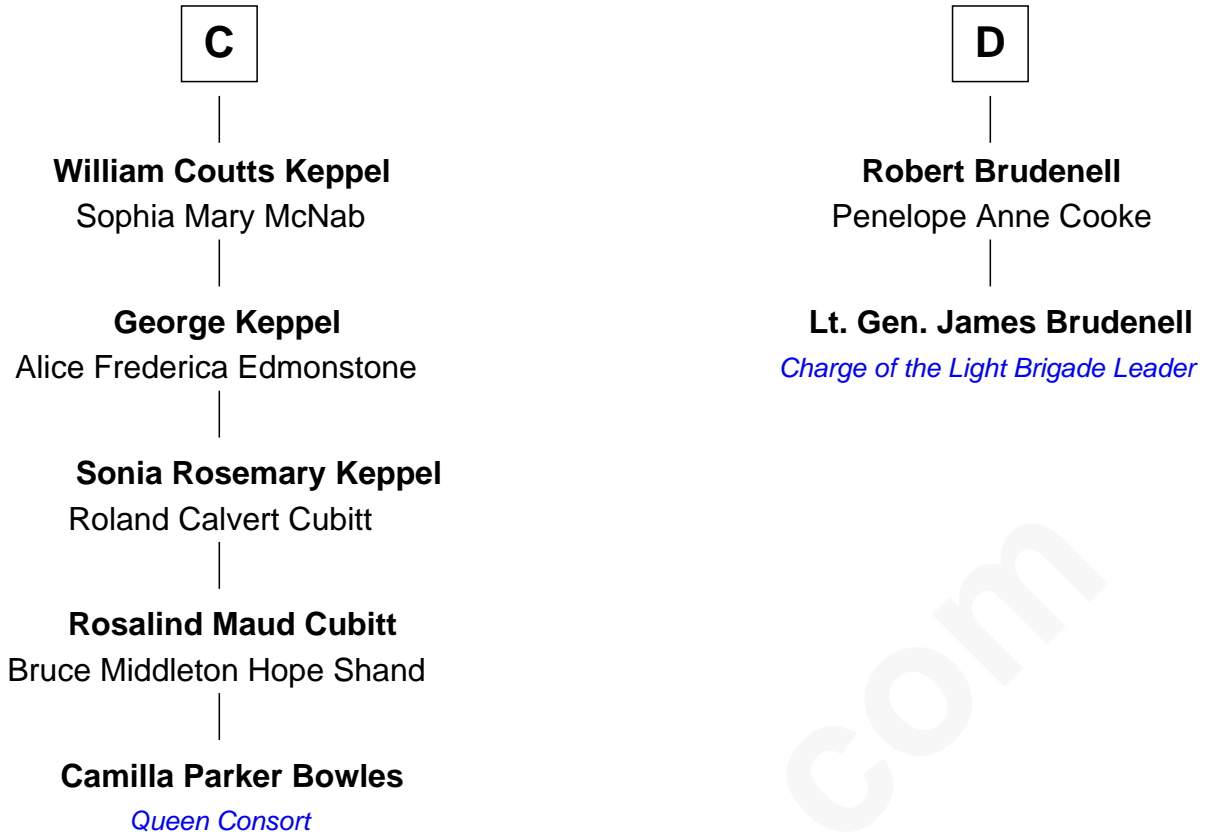 C
William Coutts Keppel
Sophia Mary McNab
George Keppel
Alice Frederica Edmonstone
Sonia Rosemary Keppel
Roland Calvert Cubitt
Rosalind Maud Cubitt
Bruce Middleton Hope Shand
Camilla Parker Bowles
Queen Consort
D
Robert Brudenell
Penelope Anne Cooke
Lt. Gen. James Brudenell
Charge of the Light Brigade Leader
com